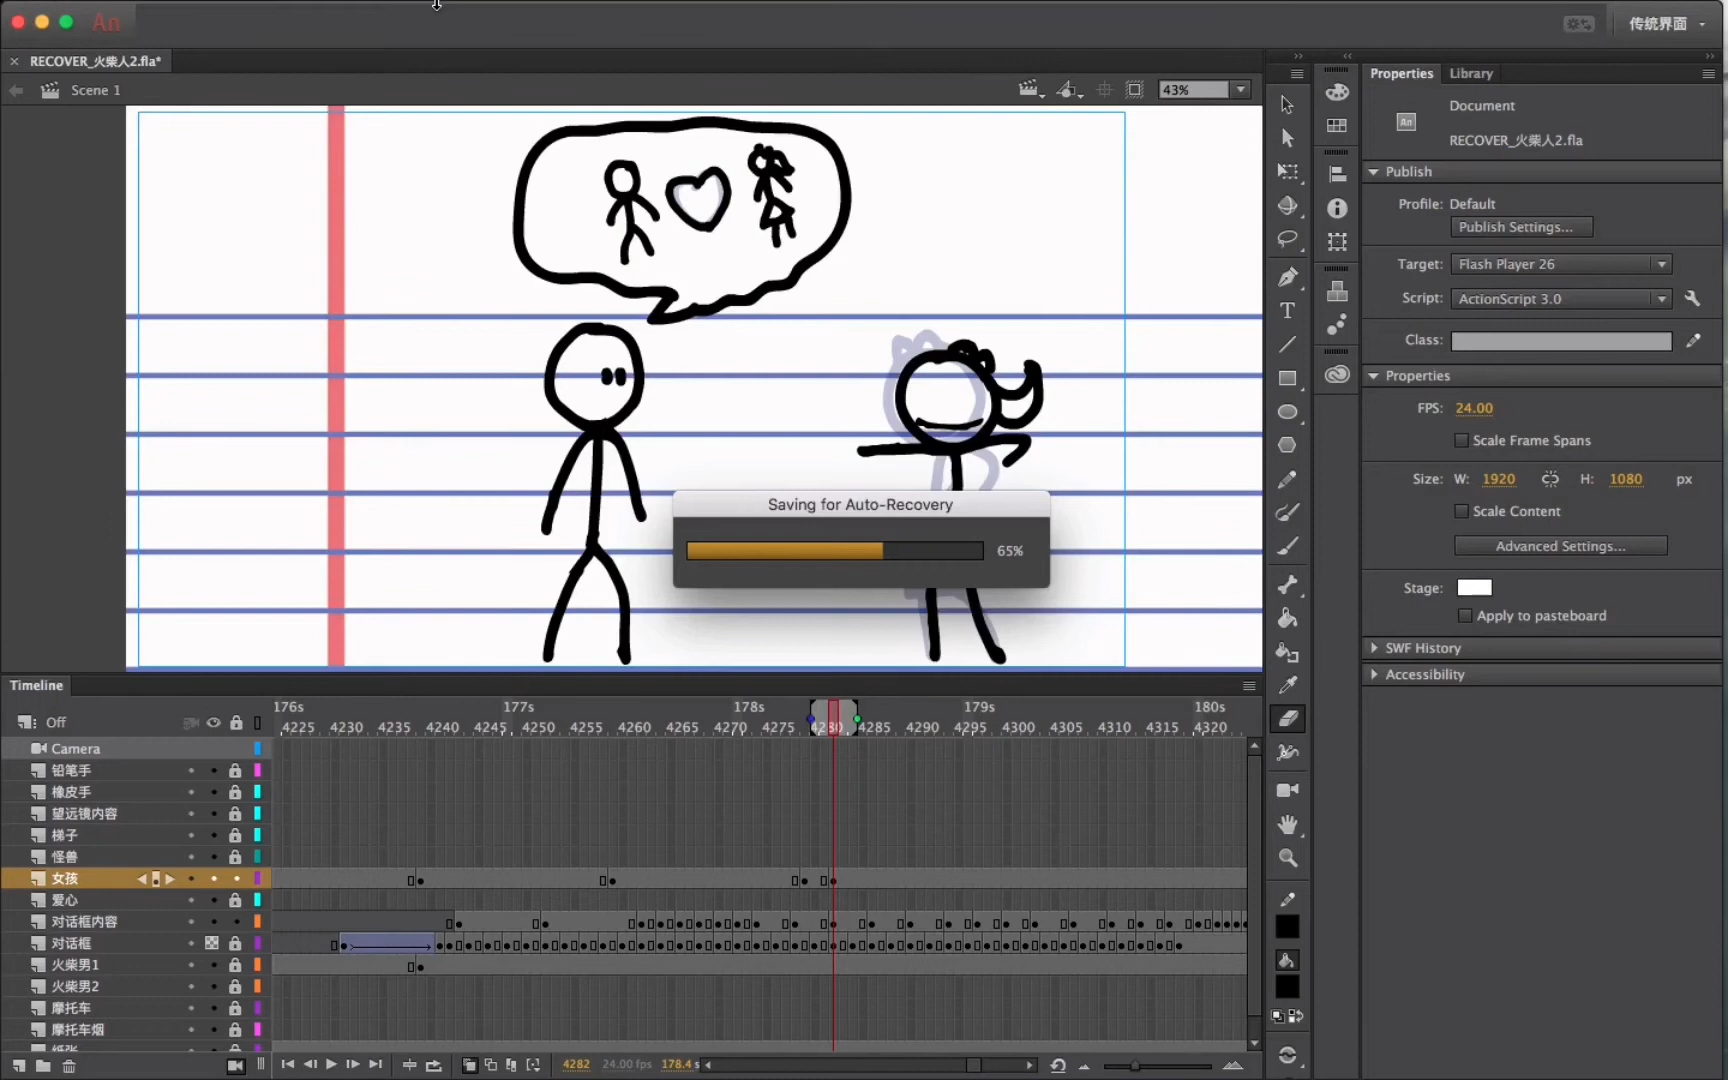 An
传统界面
RECOVER_火柴人2.fla*
Scene 1
43%
Properties
Library
Document
An
RECOVER_火柴人2.fla
Publish
Profile: Default
Publish Settings...
Target: Flash Player 26
Script: ActionScript 3.0
Class:
Properties
FPS: 24.00
Scale Frame Spans
Size: W: 1920 H: 1080 px
Scale Content
Advanced Settings...
Stage:
Apply to pasteboard
SWF History
Accessibility
T
Saving for Auto-Recovery
65%
Timeline
176s 177s 178s 179s 180s
Off
4225 4230 4235 4240 4245 4250 4255 4260 4265 4270 4275 4280 4285 4290 4295 4300 4305 4310 4315 4320
Camera
铅笔手
橡皮手
望远镜内容
梯子
怪兽
女孩
爱心
对话框内容
对话框
火柴男1
火柴男2
摩托车
摩托车烟
4282 24.00 fps 178.4 s